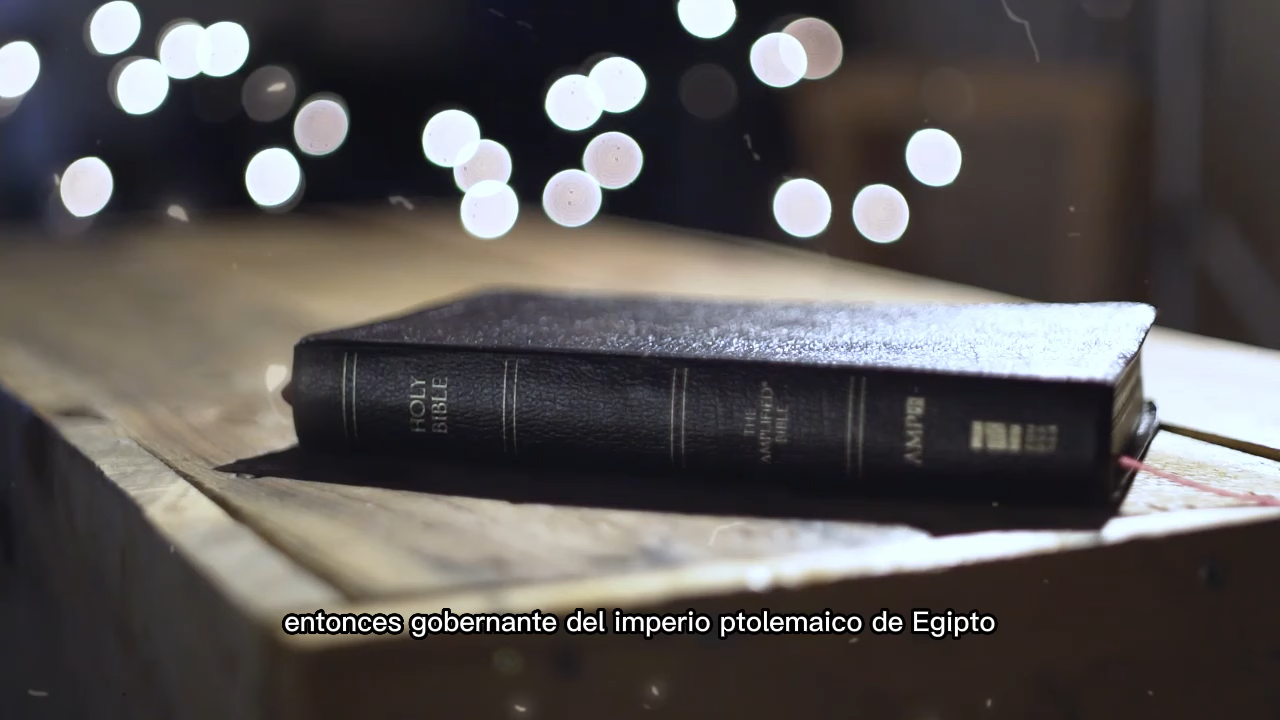 HOLY
BIBLE
THE
AMPLIFIED®
BIBLE
AMP
entonces gobernante del imperio ptolemaico de Egipto